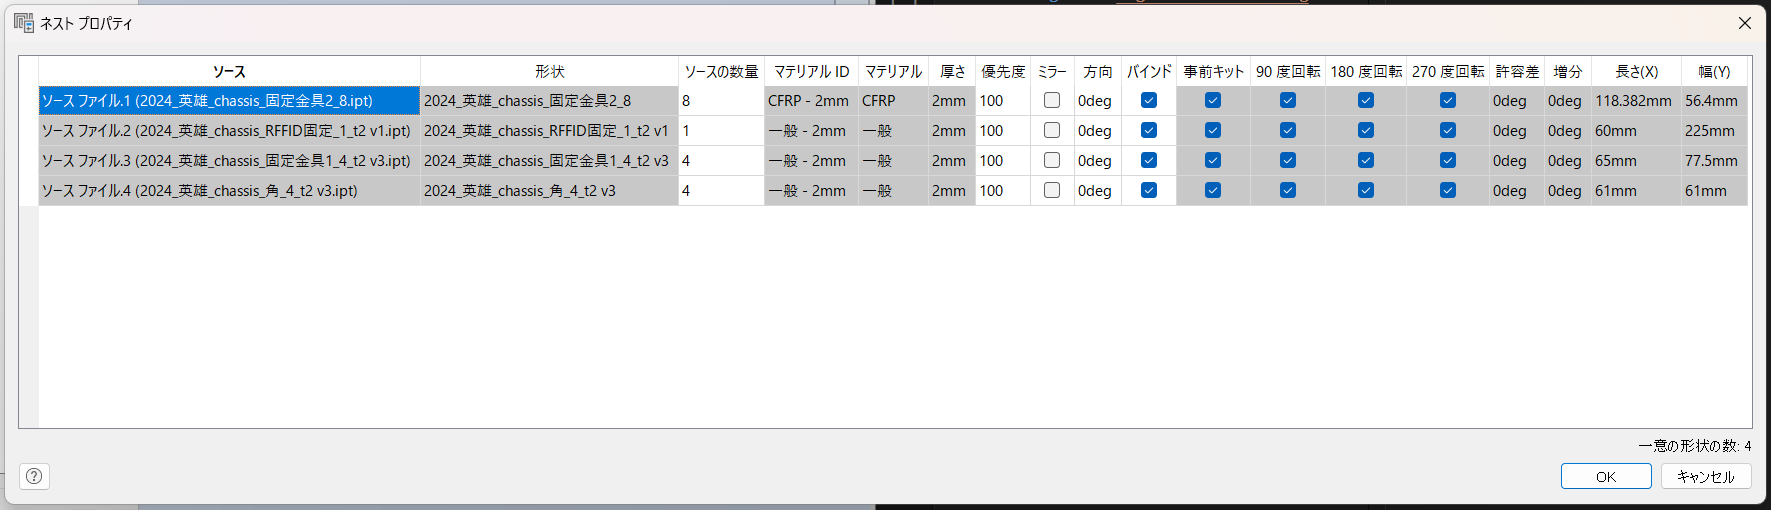 ネスト プロパティ
ソース 形状 ソースの数量 マテリアル ID マテリアル 厚さ 優先度 ミラー 方向 バインド 事前キット 90 度回転 180 度回転 270 度回転 許容差 増分 長さ(X) 幅(Y)
ソース ファイル.1 (2024_英雄_chassis_固定金具2_8.ipt) 2024_英雄_chassis_固定金具2_8 8 CFRP - 2mm CFRP 2mm 100 0deg 0deg 0deg 118.382mm 56.4mm
ソース ファイル.2 (2024_英雄_chassis_RFFID固定_1_t2 v1.ipt) 2024_英雄_chassis_RFFID固定_1_t2 v1 1 一般 - 2mm 一般 2mm 100 0deg 0deg 0deg 60mm 225mm
ソース ファイル.3 (2024_英雄_chassis_固定金具1_4_t2 v3.ipt) 2024_英雄_chassis_固定金具1_4_t2 v3 4 一般 - 2mm 一般 2mm 100 0deg 0deg 0deg 65mm 77.5mm
ソース ファイル.4 (2024_英雄_chassis_角_4_t2 v3.ipt) 2024_英雄_chassis_角_4_t2 v3 4 一般 - 2mm 一般 2mm 100 0deg 0deg 0deg 61mm 61mm
一意の形状の数: 4
?
OK キャンセル